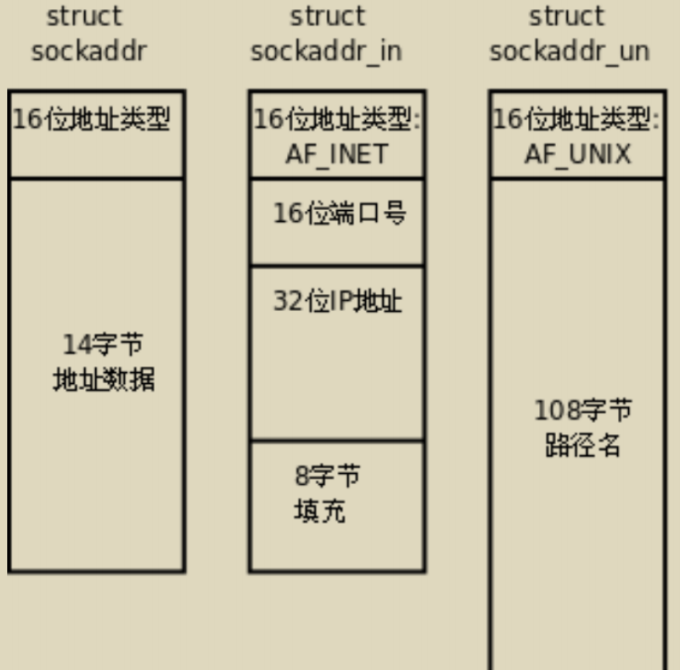 struct
sockaddr
16位地址类型
14字节
地址数据
struct
sockaddr_in
16位地址类型:
AF_INET
16位端口号
32位IP地址
8字节
填充
struct
sockaddr_un
16位地址类型:
AF_UNIX
108字节
路径名